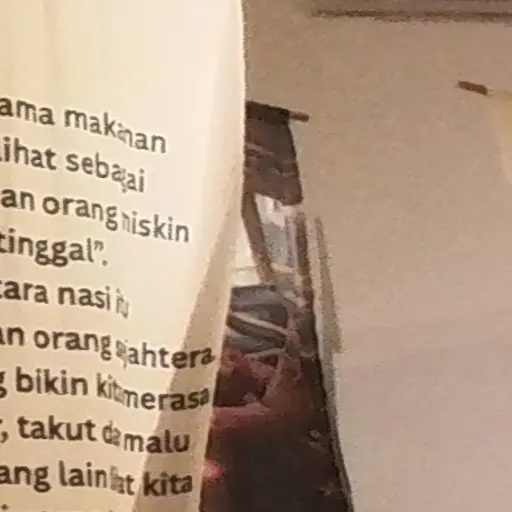 ama makanan
lihat sebagai
an orang miskin
tinggal”.
tara nasi itu
an orang sejahtera
g bikin kita merasa
, takut dan malu
ang lain lihat kita